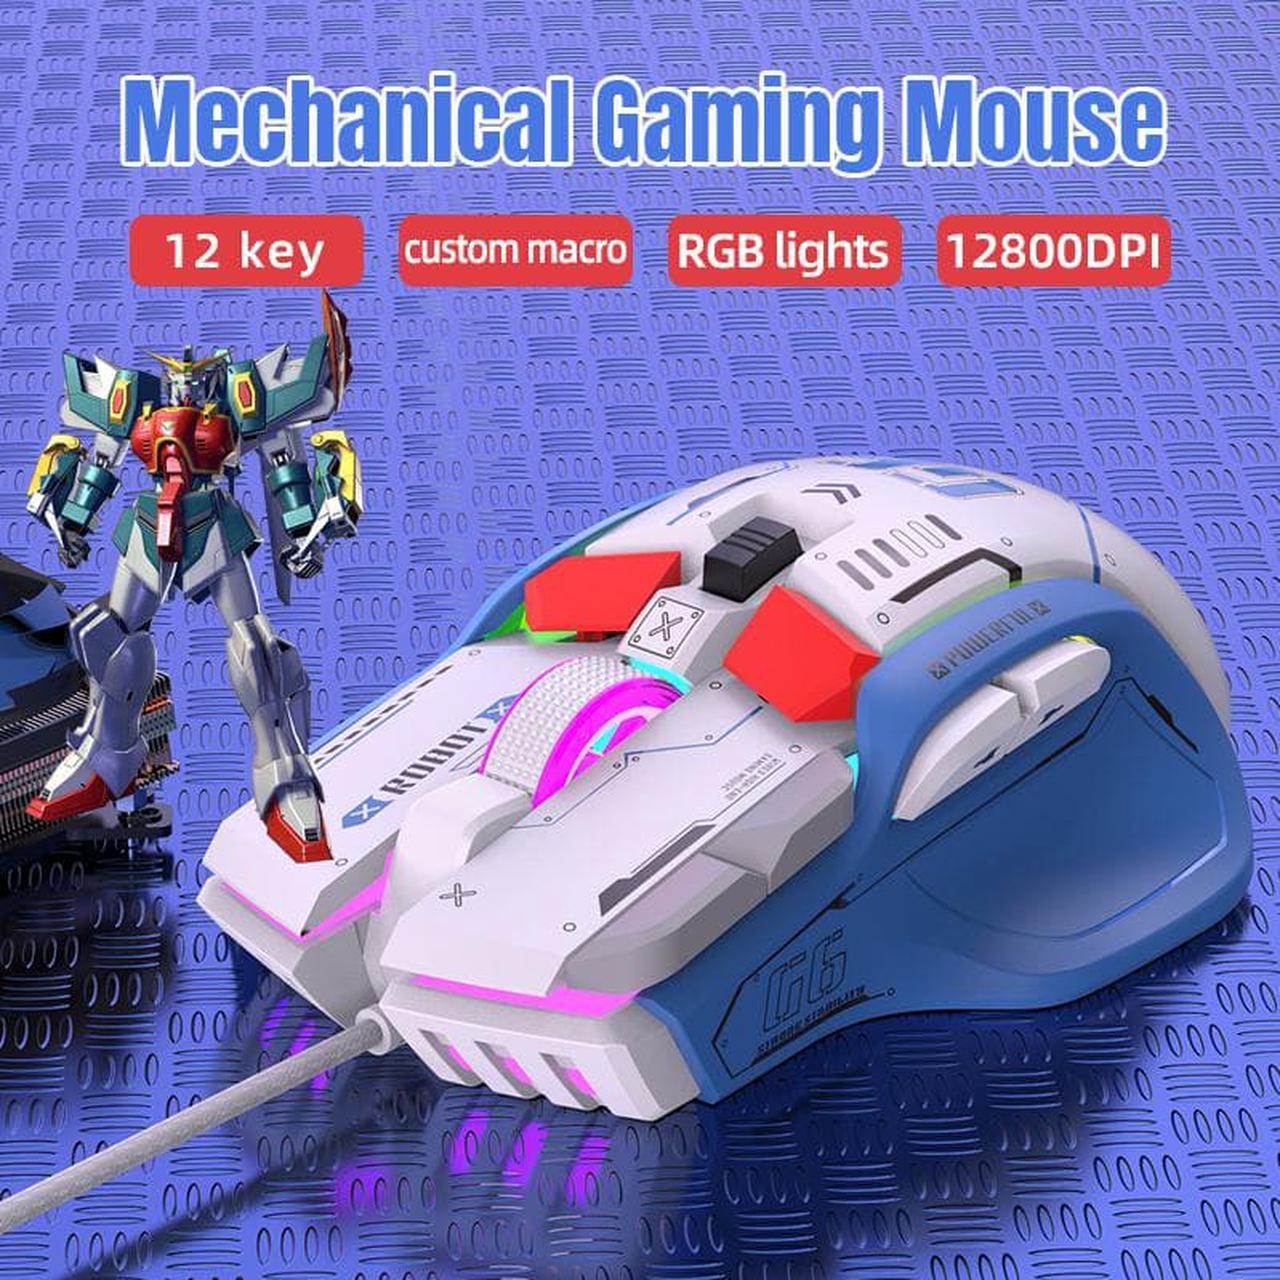 Mechanical Gaming Mouse
12 key
custom macro
RGB lights
12800DPI
POWERFUL
ROBOT
X
G6